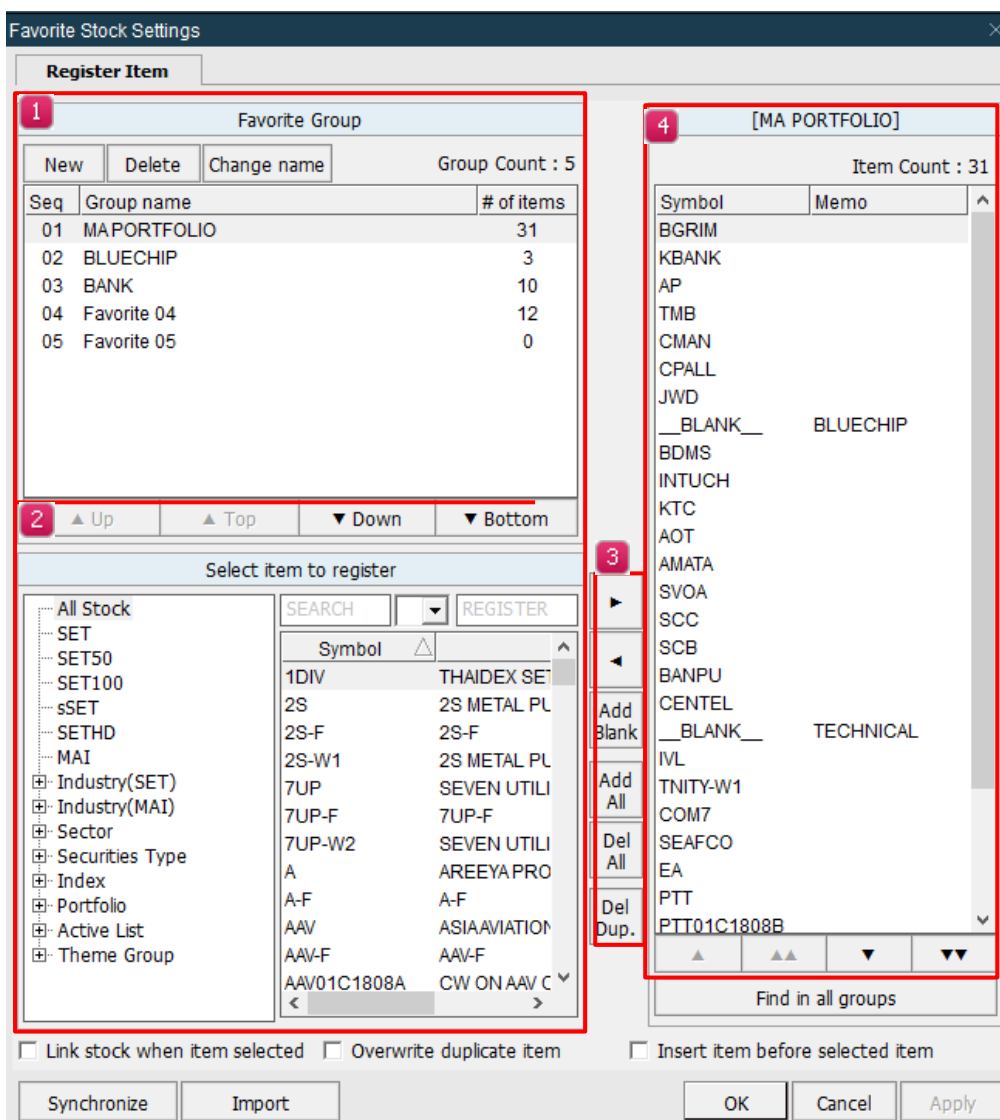 Favorite Stock Settings
Register Item
1
Favorite Group
New Delete Change name Group Count : 5
Seq Group name # of items
01 MA PORTFOLIO 31
02 BLUECHIP 3
03 BANK 10
04 Favorite 04 12
05 Favorite 05 0
2 ▲ Up ▲ Top ▼ Down ▼ Bottom
Select item to register
All Stock
SET
SET50
SET100
sSET
SETHD
MAI
Industry(SET)
Industry(MAI)
Sector
Securities Type
Index
Portfolio
Active List
Theme Group
SEARCH REGISTER
Symbol
1DIV THAIDEX SET
2S 2S METAL PU
2S-F 2S-F
2S-W1 2S METAL PU
7UP SEVEN UTILI
7UP-F 7UP-F
7UP-W2 SEVEN UTILI
A AREEYA PRO
A-F A-F
AAV ASIA AVIATION
AAV-F AAV-F
AAV01C1808A CW ON AAV C
3
►
◄
Add
Blank
Add
All
Del
All
Del
Dup.
4
[MA PORTFOLIO]
Item Count : 31
Symbol Memo
BGRIM
KBANK
AP
TMB
CMAN
CPALL
JWD
__BLANK__ BLUECHIP
BDMS
INTUCH
KTC
AOT
AMATA
SVOA
SCC
SCB
BANPU
CENTEL
__BLANK__ TECHNICAL
IVL
TNITY-W1
COM7
SEAFCO
EA
PTT
PTT01C1808B
▲ ▲▲ ▼ ▼▼
Find in all groups
Link stock when item selected Overwrite duplicate item Insert item before selected item
Synchronize Import OK Cancel Apply